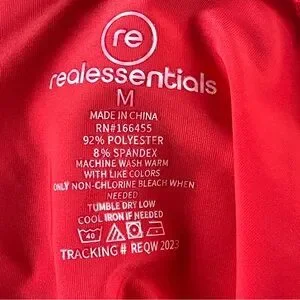 re
realessentials
M
MADE IN CHINA
RN#166455
92% POLYESTER
8% SPANDEX
MACHINE WASH WARM
WITH LIKE COLORS
ONLY NON-CHLORINE BLEACH WHEN
NEEDED
TUMBLE DRY LOW
COOL IRON IF NEEDED
40
TRACKING # REQW 2023